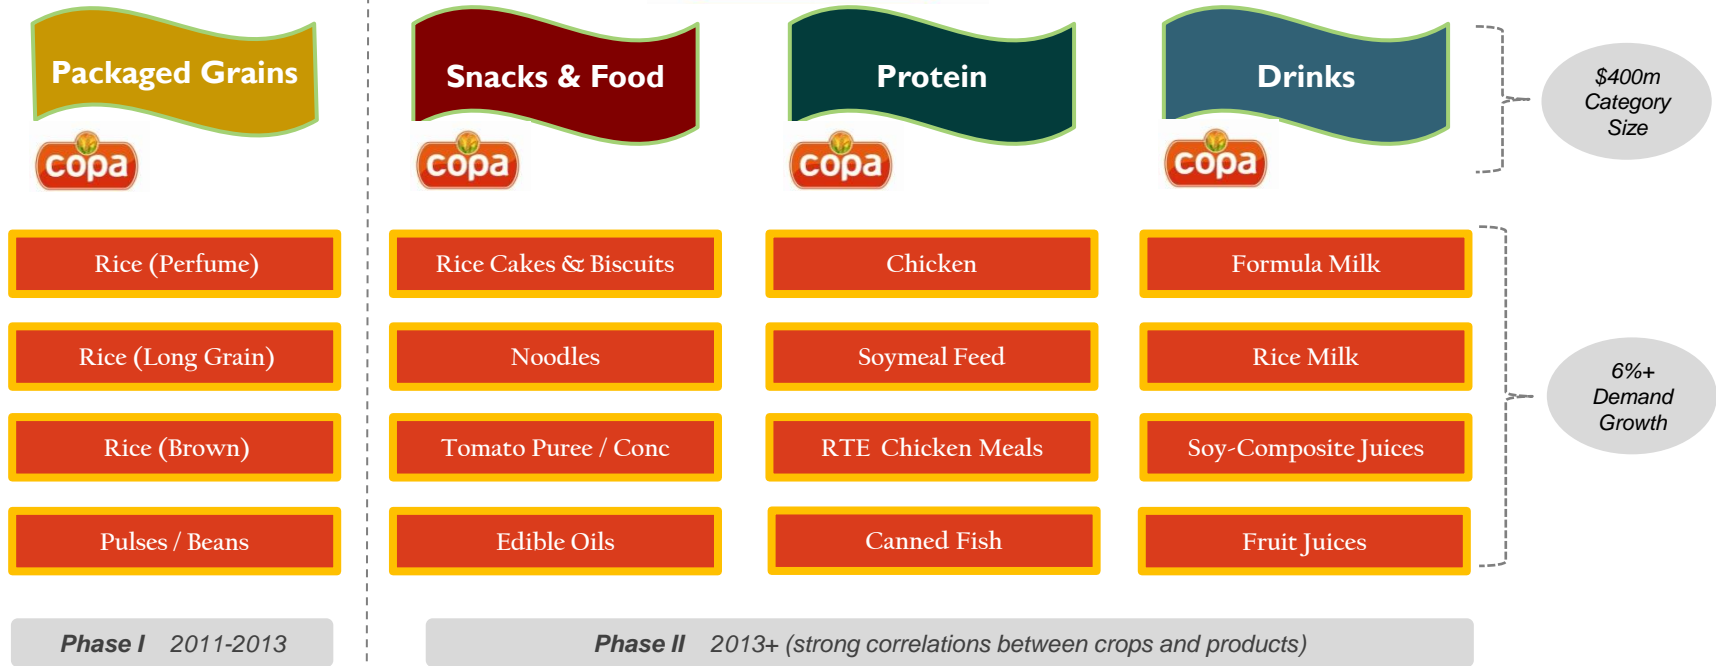 Packaged Grains
Snacks & Food
Protein
Drinks
$400m
Category
Size
copa
copa
copa
copa
Rice (Perfume)
Rice Cakes & Biscuits
Chicken
Formula Milk
Rice (Long Grain)
Noodles
Soymeal Feed
Rice Milk
6%+
Demand
Growth
Rice (Brown)
Tomato Puree / Conc
RTE Chicken Meals
Soy-Composite Juices
Pulses / Beans
Edible Oils
Canned Fish
Fruit Juices
Phase I 2011-2013
Phase II 2013+ (strong correlations between crops and products)